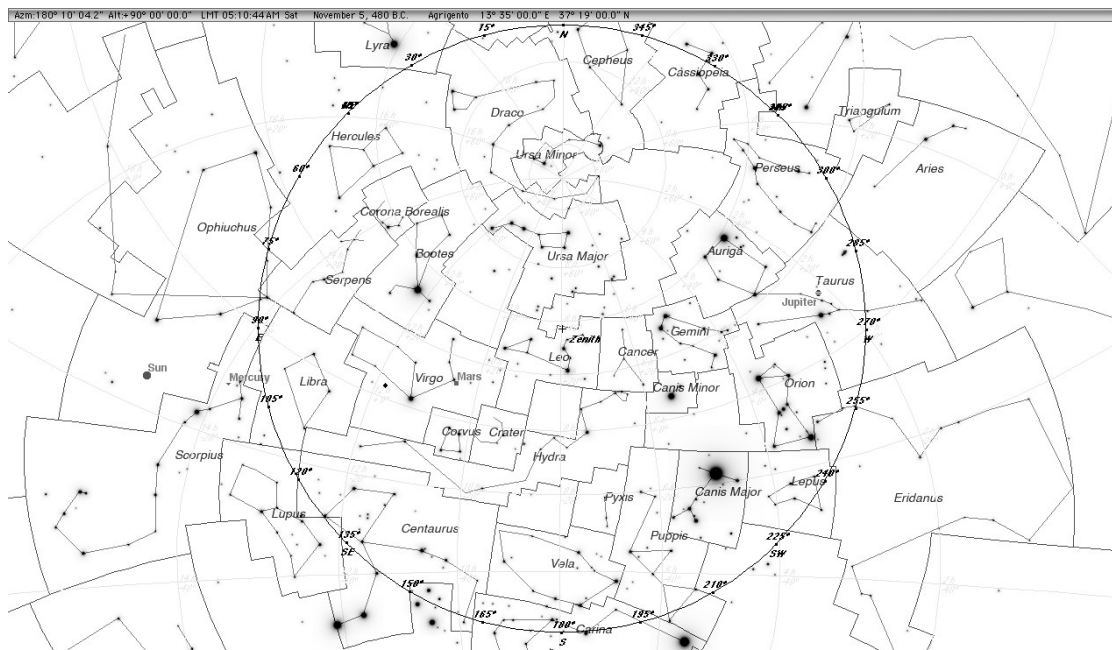 Azm:180° 10' 04.2" Alt:+90° 00' 00.0" LMT 05:10:44 AM Sat November 5, 480 B.C. Agrigento 13° 35' 00.0" E 37° 19' 00.0" N
15° N 345°
Lyra
30° Cepheus 330° Cassiopeia
Draco Triangulum
Hercules
Ursa Minor
60° Perseus 300° Aries
Corona Borealis
Ophiuchus
75° Bootes Ursa Major Auriga 285°
Serpens Taurus
Jupiter
90° E Zenith Gemini 270° W
Leo Cancer
Sun Mercury Libra Virgo Mars Canis Minor Orion
105° 255°
Corvus Crater
Scorpius Hydra
120° 240°
Lupus Centaurus Pyxis Canis Major Lepus Eridanus
135° SE Puppis 225° SW
Vela
150° 210°
165° 180° S Carina 195°